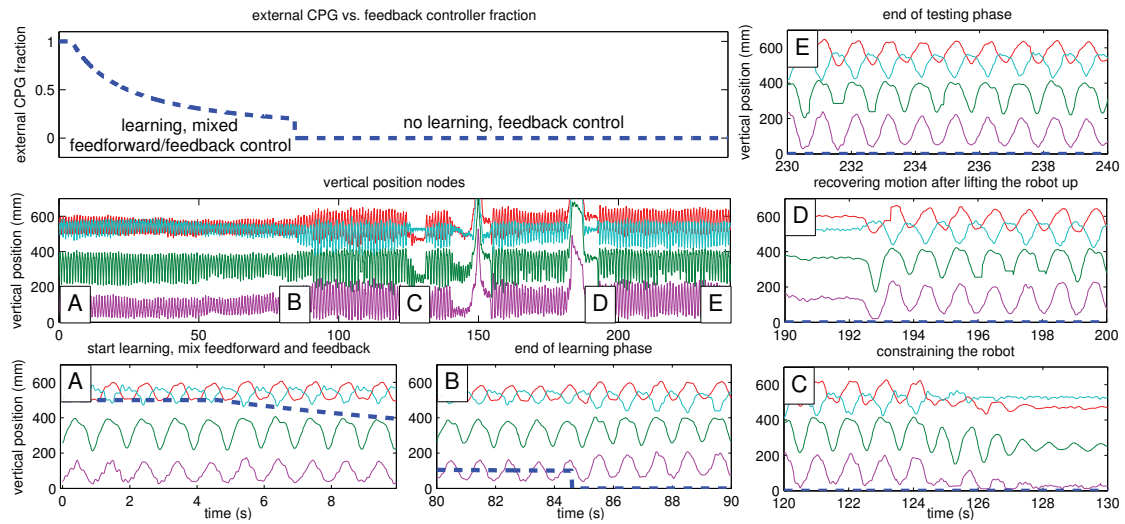 external CPG vs. feedback controller fraction
external CPG fraction
1
0.5
0
learning, mixed
feedforward/feedback control
no learning, feedback control
vertical position nodes
vertical position (mm)
600
400
200
0
A
B
C
D
E
0 50 100 150 200
start learning, mix feedforward and feedback
vertical position (mm)
600
400
200
0
A
0 2 4 6 8
time (s)
end of learning phase
B
80 82 84 86 88 90
time (s)
end of testing phase
vertical position (mm)
600
400
200
0
E
230 232 234 236 238 240
recovering motion after lifting the robot up
vertical position (mm)
600
400
200
0
D
190 192 194 196 198 200
constraining the robot
vertical position (mm)
600
400
200
0
C
120 122 124 126 128 130
time (s)